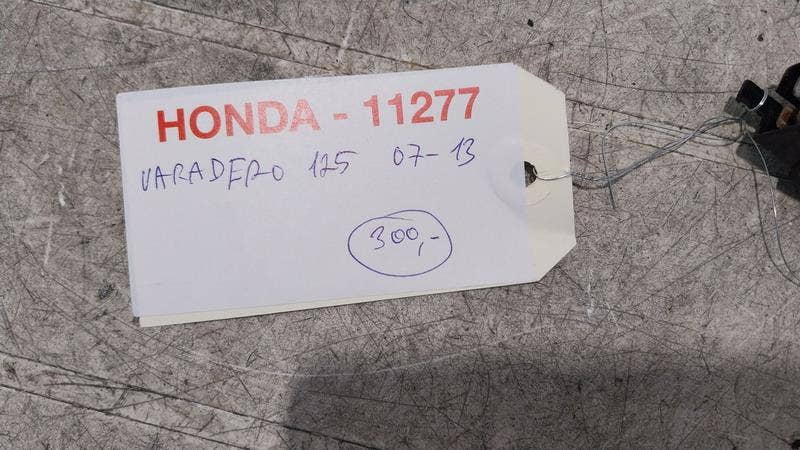 HONDA - 11277
VARADERO 125 07-13
300,-